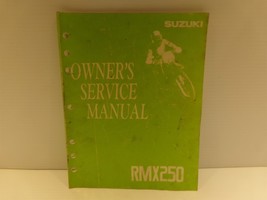 SUZUKI
OWNER'S
SERVICE
MANUAL
RMX250